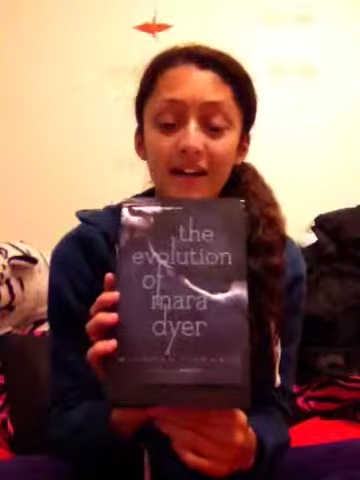 the
evolution
of
mara
dyer